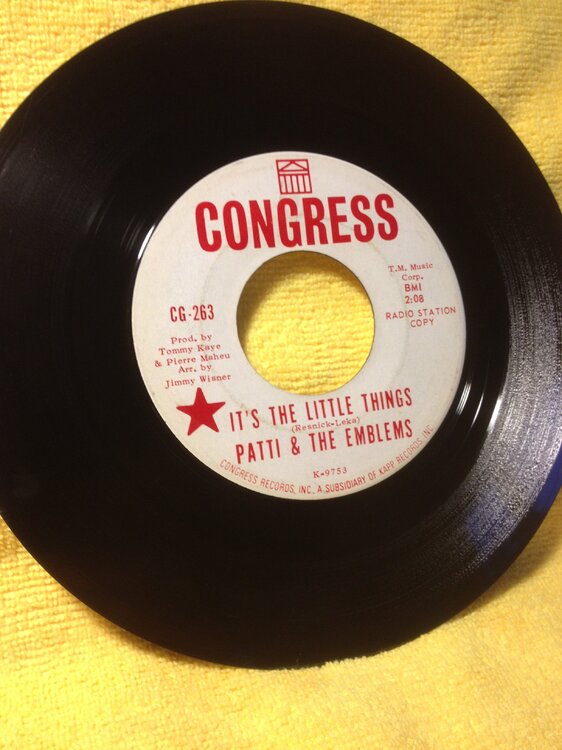 CONGRESS
CG-263
Prod. by
Tommy Kaye
& Pierre Maheu
Arr. by
Jimmy Wisner
T.M. Music
Corp.
BMI
2:08
RADIO STATION
COPY
IT'S THE LITTLE THINGS
(Resnick-Leka)
PATTI & THE EMBLEMS
K-9753
CONGRESS RECORDS, INC. A SUBSIDIARY OF KAPP RECORDS, INC.